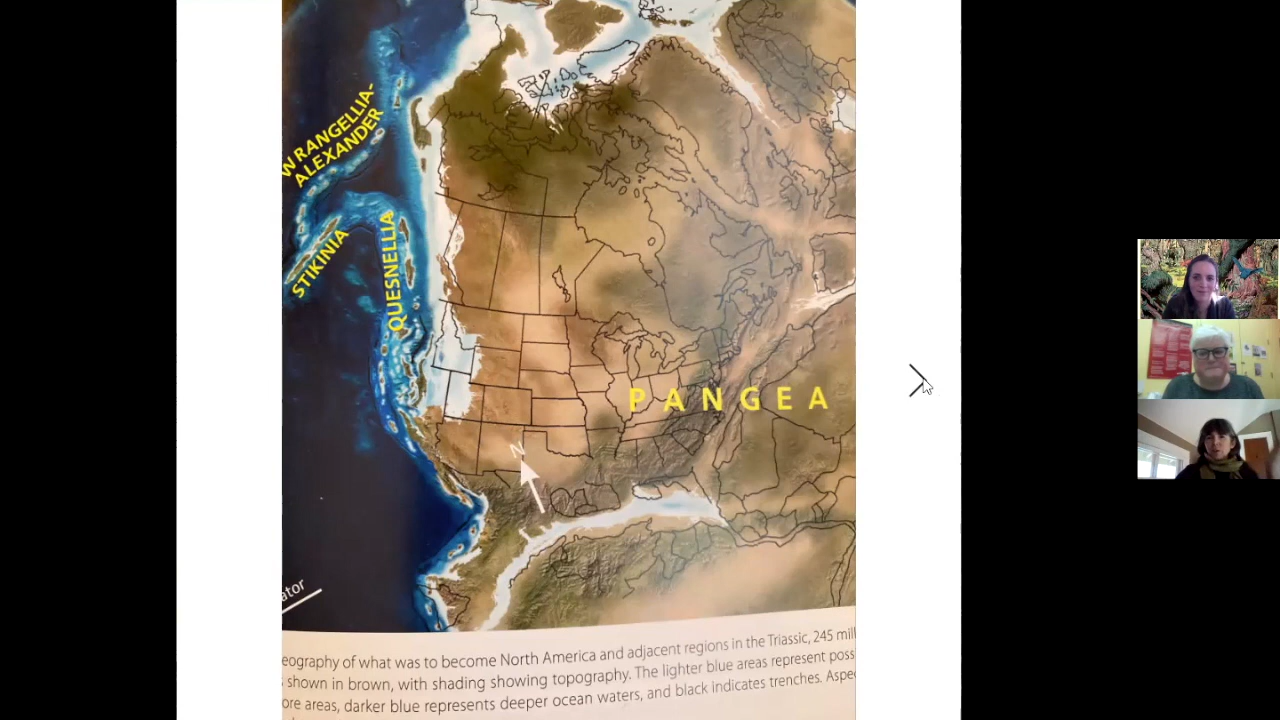 WRANGELLIA-
ALEXANDER
STIKINIA
QUESNELLIA
PANGEA
N
ator
eography of what was to become North America and adjacent regions in the Triassic, 245 mill
s shown in brown, with shading showing topography. The lighter blue areas represent poss
ore areas, darker blue represents deeper ocean waters, and black indicates trenches. Aspe